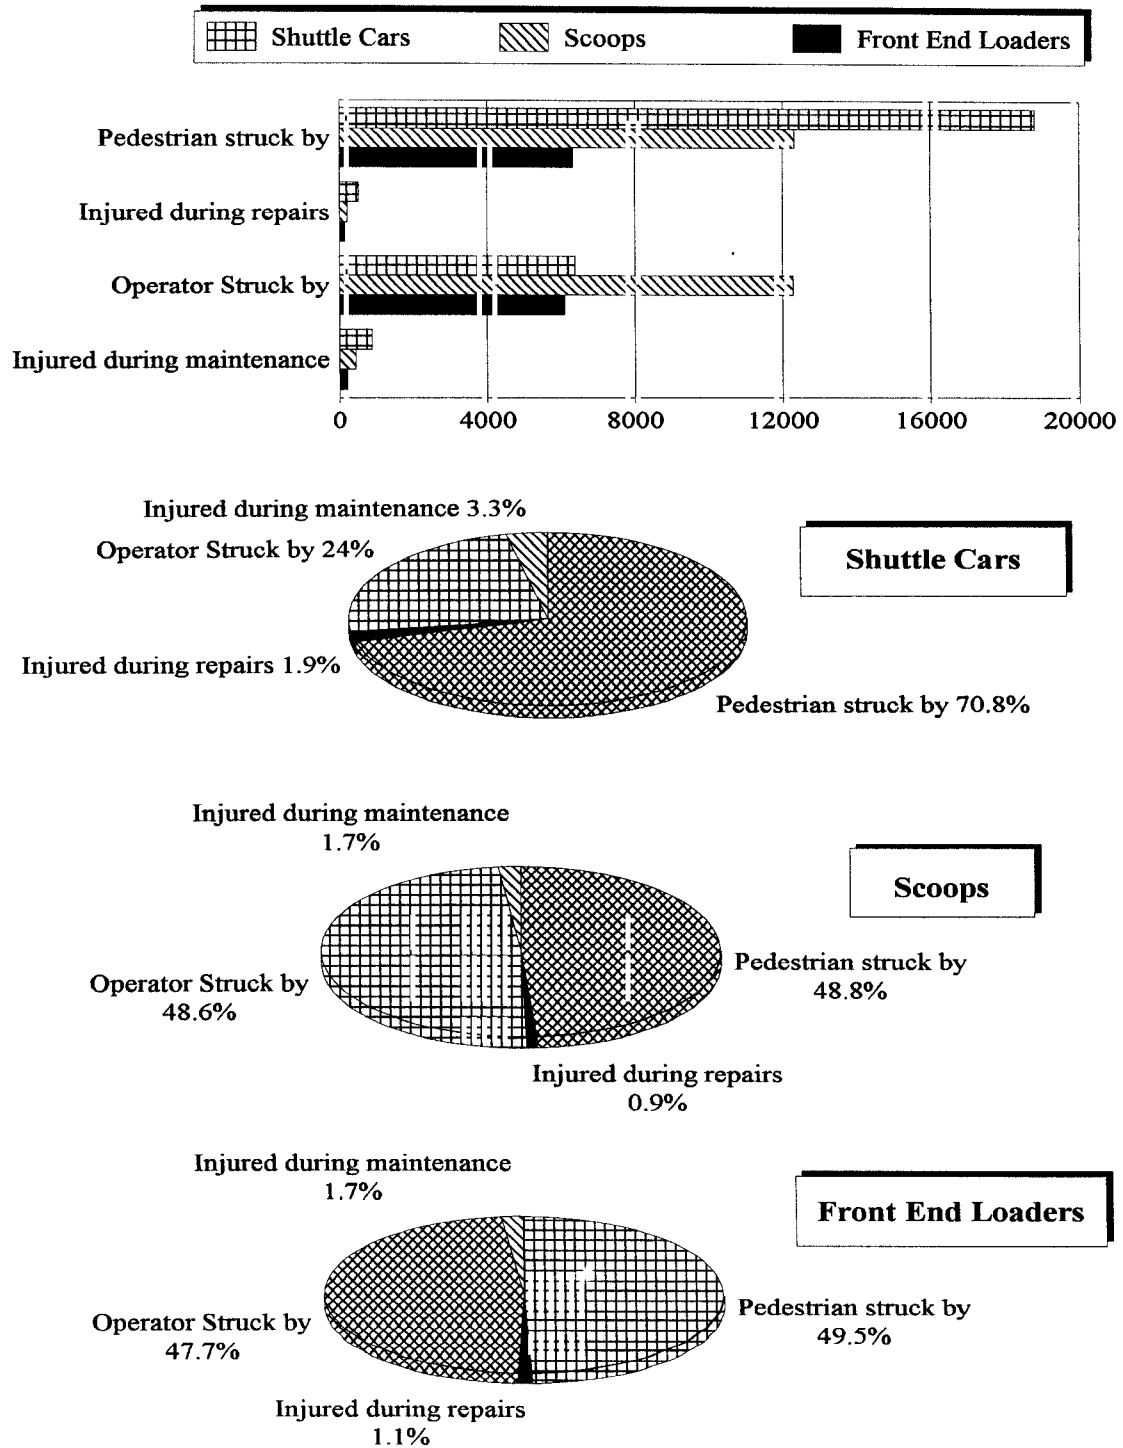 Shuttle Cars Scoops Front End Loaders
Pedestrian struck by
Injured during repairs
Operator Struck by
Injured during maintenance
0 4000 8000 12000 16000 20000
Injured during maintenance 3.3%
Operator Struck by 24%
Shuttle Cars
Injured during repairs 1.9%
Pedestrian struck by 70.8%
Injured during maintenance
1.7%
Scoops
Operator Struck by
48.6%
Pedestrian struck by
48.8%
Injured during repairs
0.9%
Injured during maintenance
1.7%
Front End Loaders
Operator Struck by
47.7%
Pedestrian struck by
49.5%
Injured during repairs
1.1%